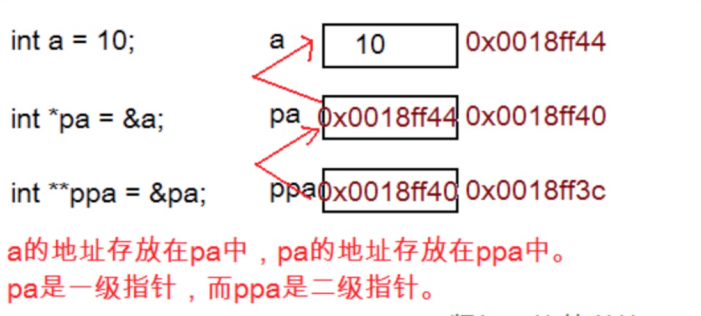 int a = 10; a 10 0x0018ff44
int *pa = &a; pa 0x0018ff44 0x0018ff40
int **ppa = &pa; ppa 0x0018ff40 0x0018ff3c
a的地址存放在pa中，pa的地址存放在ppa中。
pa是一级指针，而ppa是二级指针。